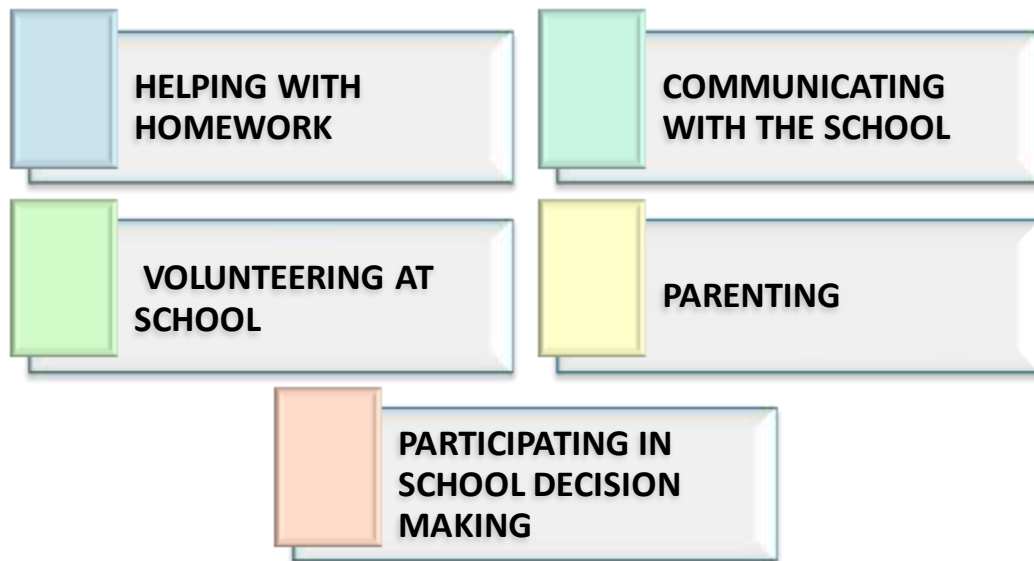 HELPING WITH
HOMEWORK
COMMUNICATING
WITH THE SCHOOL
VOLUNTEERING AT
SCHOOL
PARENTING
PARTICIPATING IN
SCHOOL DECISION
MAKING